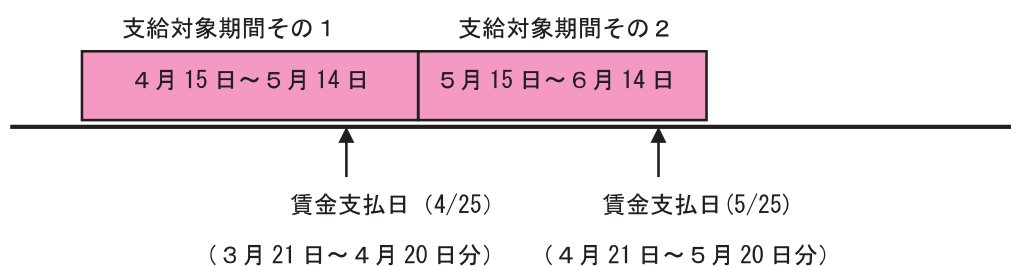 支給対象期間その１ 支給対象期間その２
４月 15 日～５月 14 日 ５月 15 日～６月 14 日
賃金支払日（4/25） 賃金支払日(5/25)
（３月 21 日～４月 20 日分） （４月 21 日～５月 20 日分）